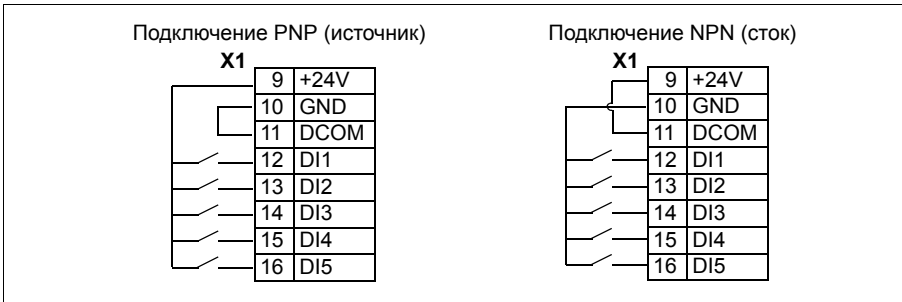 Подключение PNP (источник)
X1
9 +24V
10 GND
11 DCOM
12 DI1
13 DI2
14 DI3
15 DI4
16 DI5
Подключение NPN (сток)
X1
9 +24V
10 GND
11 DCOM
12 DI1
13 DI2
14 DI3
15 DI4
16 DI5